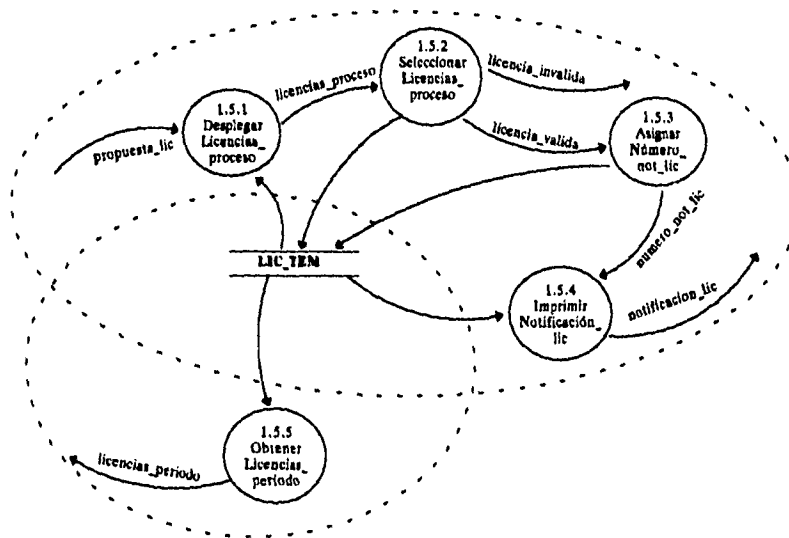 1.5.2
Seleccionar
Licencias_
proceso
licencias_proceso
licencia_invalida
1.5.1
Desplegar
Licencias_
proceso
propuesta_lic
licencia_valida
1.5.3
Asignar
Número_
not_lic
LIC_TEM
numero_not_lic
1.5.4
Imprimir
Notificación_
lic
notificacion_lic
1.5.5
Obtener
Licencias_
período
licencias_periodo